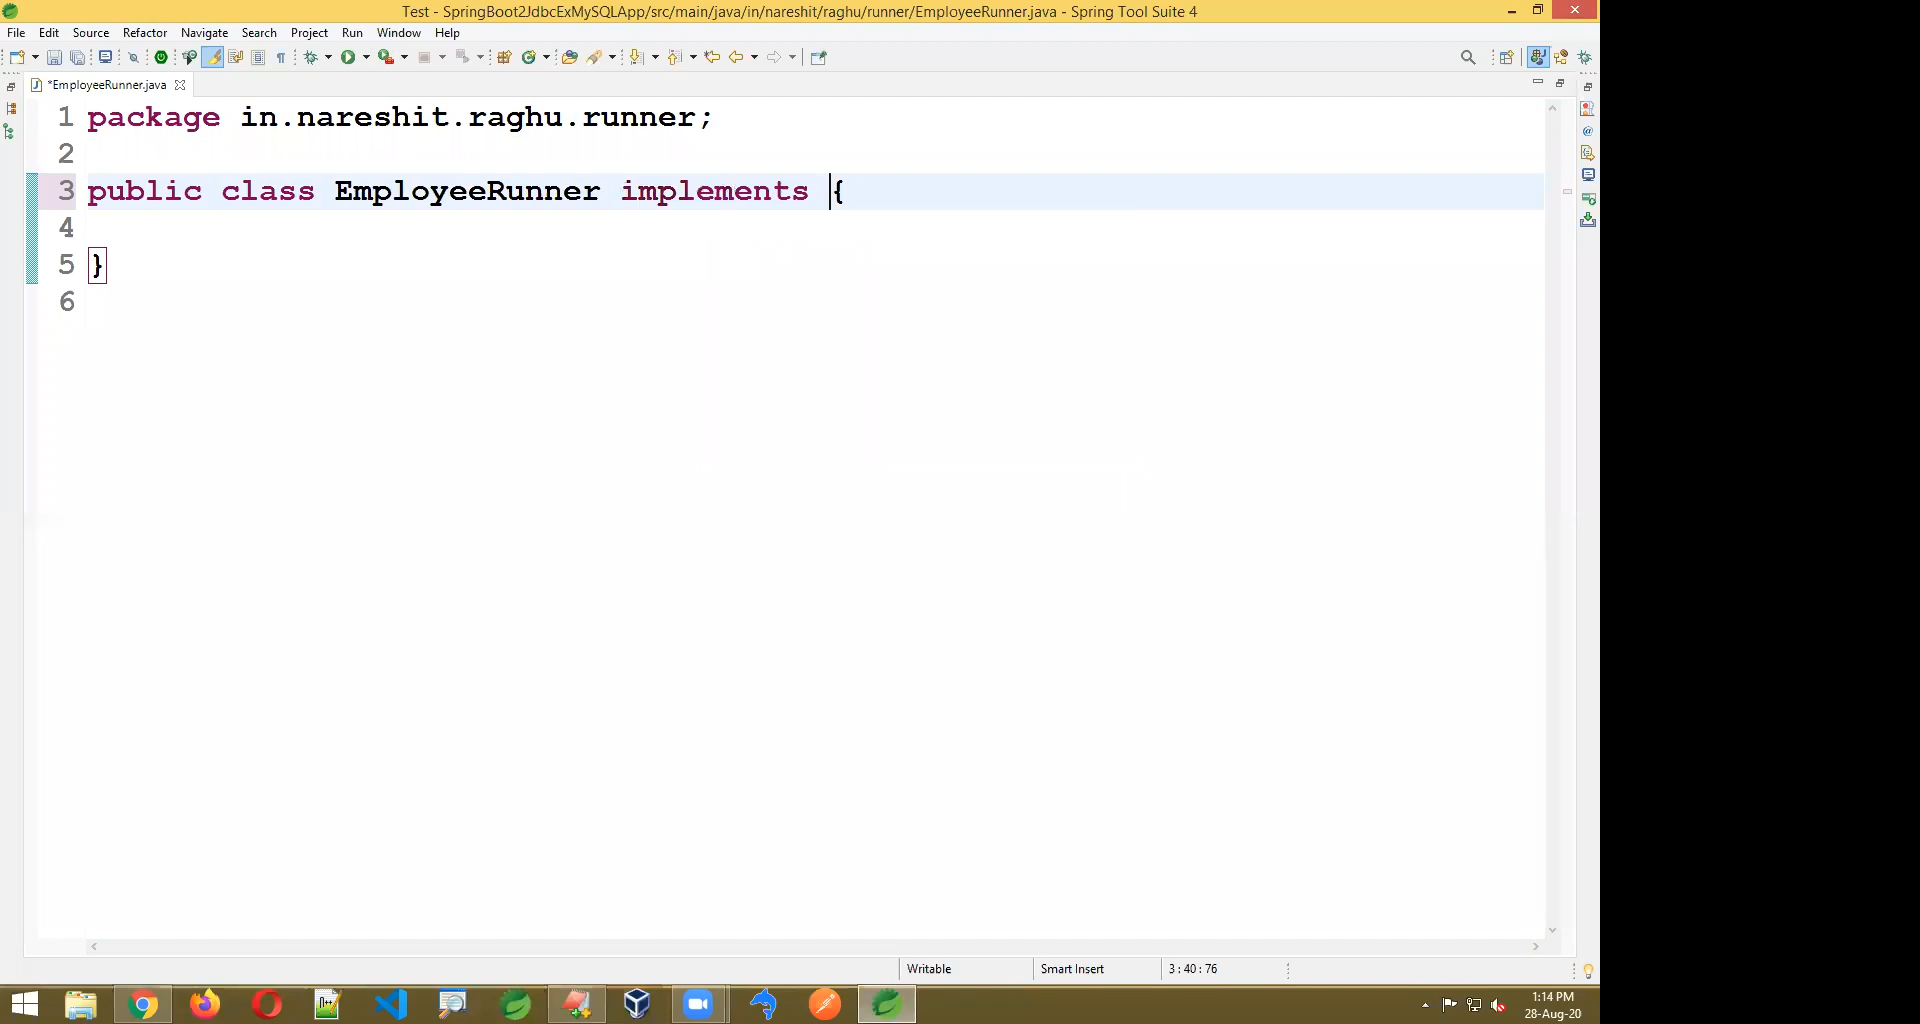 Test - SpringBoot2JdbcExMySQLApp/src/main/java/in/nareshit/raghu/runner/EmployeeRunner.java - Spring Tool Suite 4
File Edit Source Refactor Navigate Search Project Run Window Help
*EmployeeRunner.java
1 package in.nareshit.raghu.runner;
2
3 public class EmployeeRunner implements {
4
5 }
6
Writable Smart Insert 3 : 40 : 76
1:14 PM
28-Aug-20